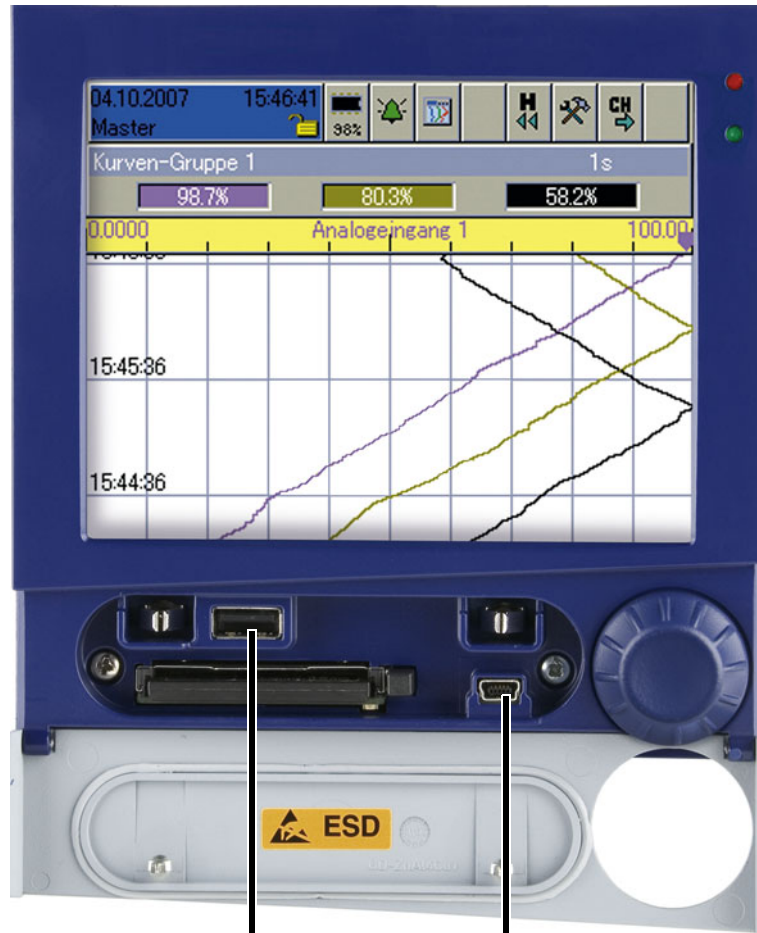 04.10.2007 15:46:41
Master
98%
H
CH
Kurven-Gruppe 1 1s
98.7% 80.3% 58.2%
0.0000 Analogeingang 1 100.00
15:45:36
15:44:36
ESD